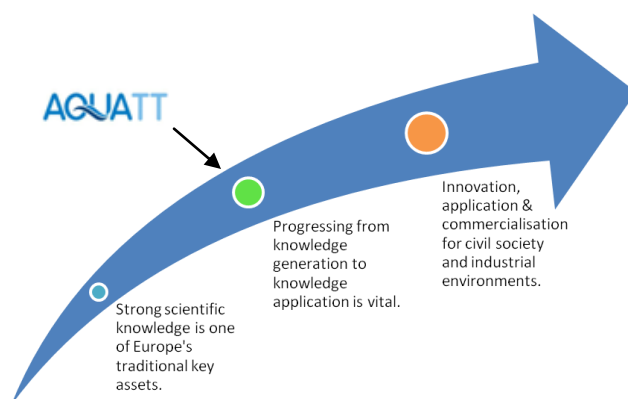 AQUATT
Innovation,
application &
commercialisation
for civil society
and industrial
environments.
Progressing from
knowledge
generation to
knowledge
application is vital.
Strong scientific
knowledge is one
of Europe's
traditional key
assets.